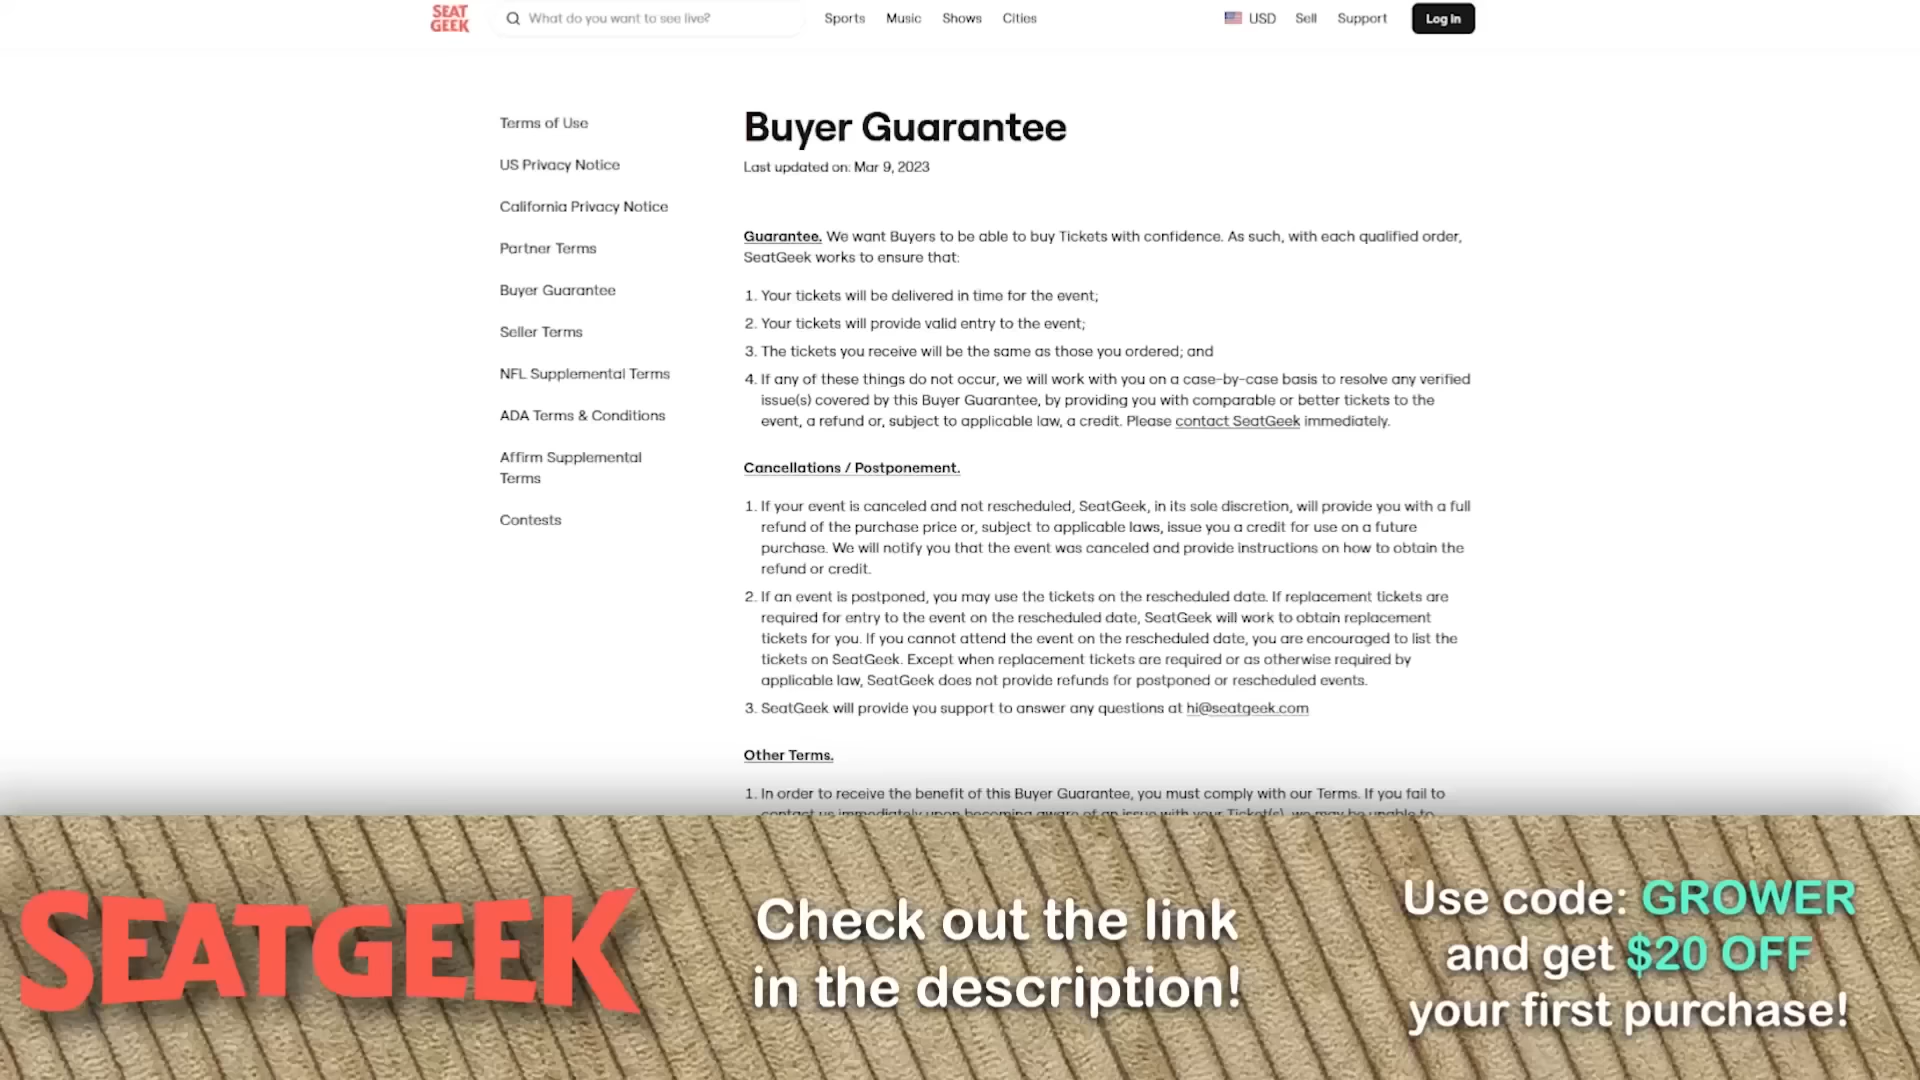 SEAT
GEEK
What do you want to see live?
Sports
Music
Shows
Cities
USD
Sell
Support
Log In
Terms of Use
US Privacy Notice
California Privacy Notice
Partner Terms
Buyer Guarantee
Seller Terms
NFL Supplemental Terms
ADA Terms & Conditions
Affirm Supplemental
Terms
Contests
Buyer Guarantee
Last updated on: Mar 9, 2023
Guarantee. We want Buyers to be able to buy Tickets with confidence. As such, with each qualified order,
SeatGeek works to ensure that:
1. Your tickets will be delivered in time for the event;
2. Your tickets will provide valid entry to the event;
3. The tickets you receive will be the same as those you ordered; and
4. If any of these things do not occur, we will work with you on a case-by-case basis to resolve any verified
issue(s) covered by this Buyer Guarantee, by providing you with comparable or better tickets to the
event, a refund or, subject to applicable law, a credit. Please contact SeatGeek immediately.
Cancellations / Postponement.
1. If your event is canceled and not rescheduled, SeatGeek, in its sole discretion, will provide you with a full
refund of the purchase price or, subject to applicable laws, issue you a credit for use on a future
purchase. We will notify you that the event was canceled and provide instructions on how to obtain the
refund or credit.
2. If an event is postponed, you may use the tickets on the rescheduled date. If replacement tickets are
required for entry to the event on the rescheduled date, SeatGeek will work to obtain replacement
tickets for you. If you cannot attend the event on the rescheduled date, you are encouraged to list the
tickets on SeatGeek. Except when replacement tickets are required or as otherwise required by
applicable law, SeatGeek does not provide refunds for postponed or rescheduled events.
3. SeatGeek will provide you support to answer any questions at hi@seatgeek.com
Other Terms.
1. In order to receive the benefit of this Buyer Guarantee, you must comply with our Terms. If you fail to
contact us immediately upon becoming aware of an issue with your Ticket(s), we may be unable to
SEATGEEK
Check out the link
in the description!
Use code: GROWER
and get $20 OFF
your first purchase!